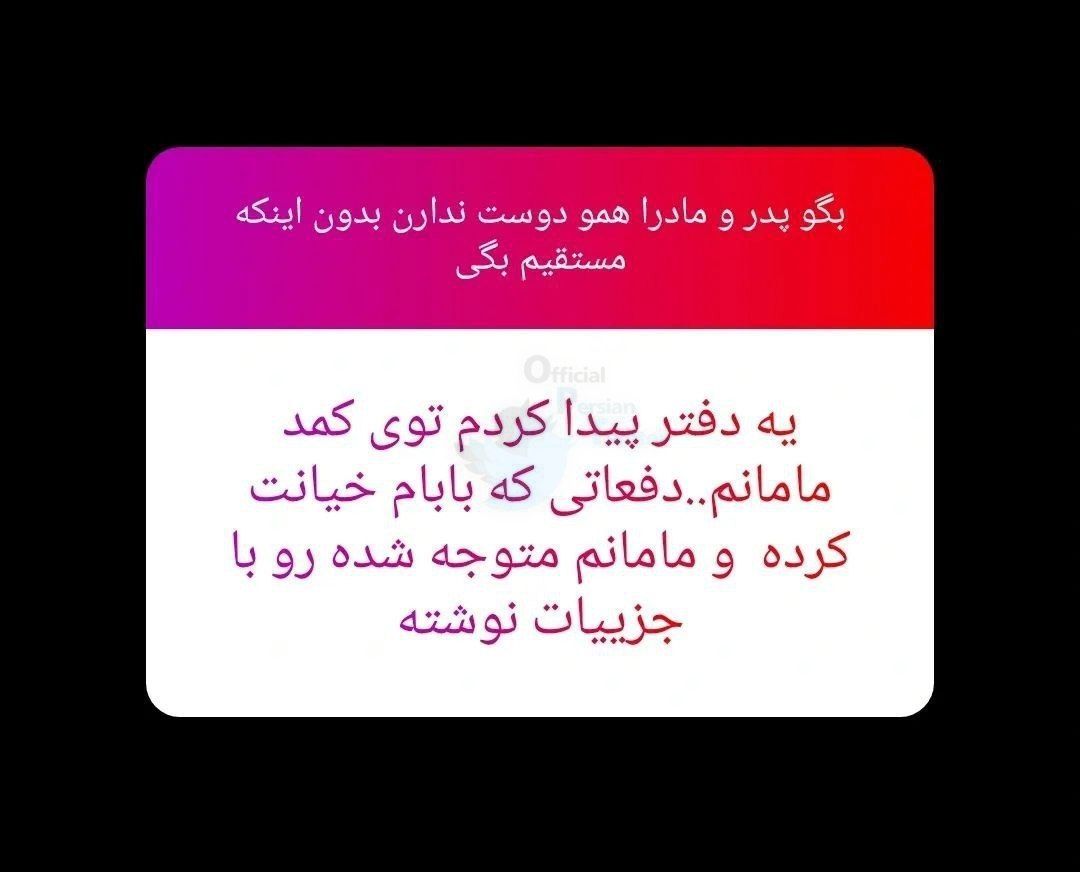 بگو پدر و مادرا همو دوست ندارن بدون اینکه
مستقیم بگی
Official
Persian
یه دفتر پیدا کردم توی کمد
مامانم..دفعاتی که بابام خیانت
کرده و مامانم متوجه شده رو با
جزییات نوشته